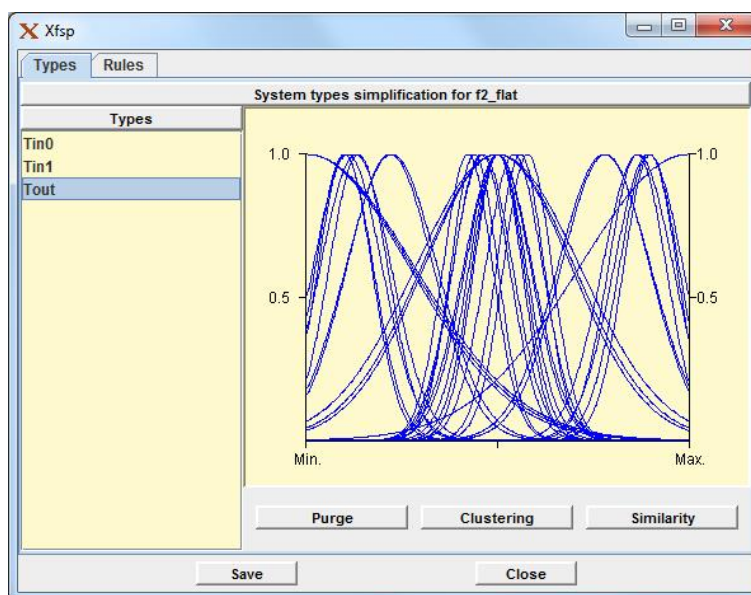 Xfsp
Types Rules
System types simplification for f2_flat
Types
Tin0
Tin1
Tout
1.0 1.0
0.5 0.5
Min. Max.
Purge Clustering Similarity
Save Close